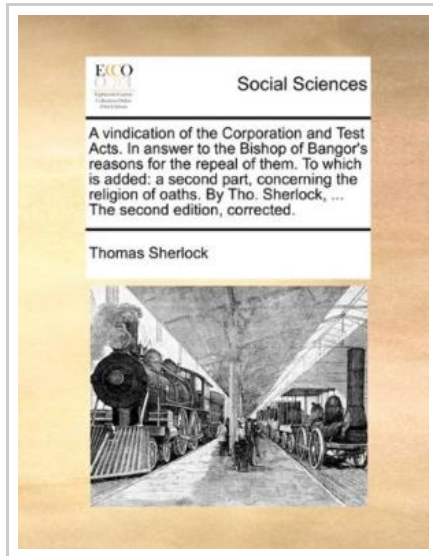 ECCO
Social Sciences
A vindication of the Corporation and Test
Acts. In answer to the Bishop of Bangor's
reasons for the repeal of them. To which
is added: a second part, concerning the
religion of oaths. By Tho. Sherlock, ...
The second edition, corrected.
Thomas Sherlock